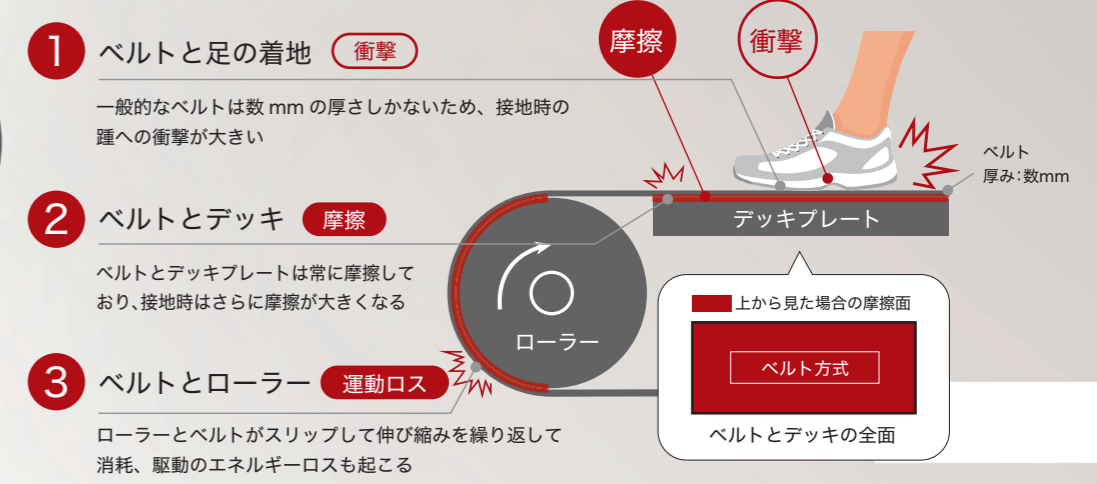 1 ベルトと足の着地 衝撃
一般的なベルトは数 mm の厚さしかないため、接地時の
踵への衝撃が大きい
2 ベルトとデッキ 摩擦
ベルトとデッキプレートは常に摩擦して
おり、接地時はさらに摩擦が大きくなる
3 ベルトとローラー 運動ロス
ローラーとベルトがスリップして伸び縮みを繰り返して
消耗、駆動のエネルギーロスも起こる
摩擦
衝撃
ベルト
厚み：数mm
デッキプレート
ローラー
上から見た場合の摩擦面
ベルト方式
ベルトとデッキの全面